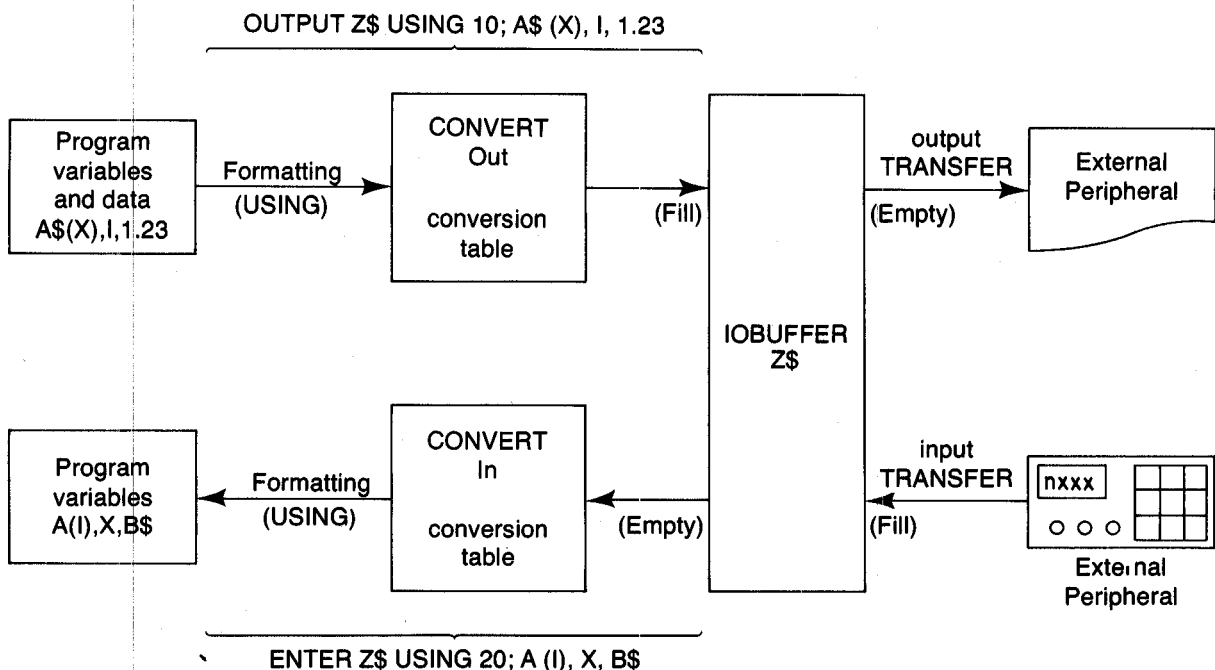 OUTPUT Z$ USING 10; A$ (X), I, 1.23
Program
variables
and data
A$(X),I,1.23
Formatting
(USING)
CONVERT
Out
conversion
table
(Fill)
IOBUFFER
Z$
output
TRANSFER
(Empty)
External
Peripheral
Program
variables
A(I),X,B$
Formatting
(USING)
CONVERT
In
conversion
table
(Empty)
input
TRANSFER
(Fill)
nxxx
External
Peripheral
ENTER Z$ USING 20; A (I), X, B$